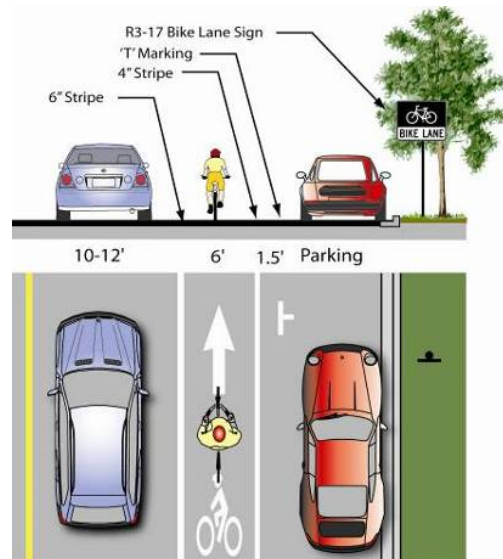 R3-17 Bike Lane Sign
'T' Marking
4" Stripe
6" Stripe
BIKE LANE
10-12' 6' 1.5' Parking